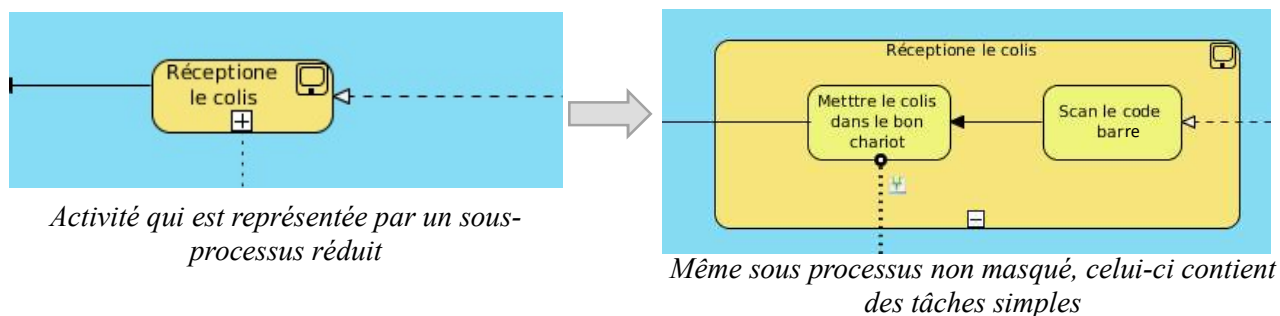 Réceptione
le colis
Activité qui est représentée par un sous-
processus réduit
Réceptione le colis
Metttre le colis
dans le bon
chariot
Scan le code
barre
Même sous processus non masqué, celui-ci contient
des tâches simples